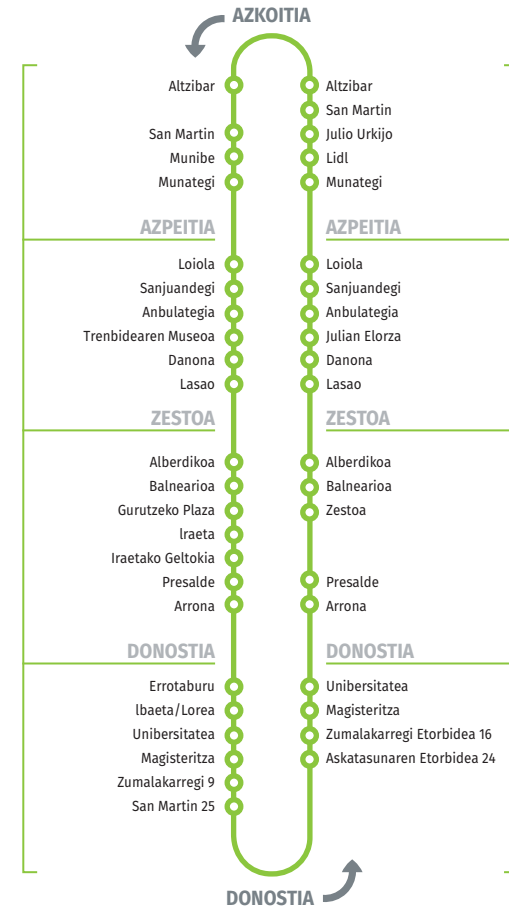 AZKOITIA
Altzibar
San Martin
Munibe
Munategi
AZPEITIA
Loiola
Sanjuandegi
Anbulategia
Trenbidearen Museoa
Danona
Lasao
ZESTOA
Alberdikoa
Balnearioa
Gurutzeko Plaza
Iraeta
Iraetako Geltokia
Presalde
Arrona
DONOSTIA
Errotaburu
Ibaeta/Lorea
Unibersitatea
Magisteritza
Zumalakarregi 9
San Martin 25
Altzibar
San Martin
Julio Urkijo
Lidl
Munategi
AZPEITIA
Loiola
Sanjuandegi
Anbulategia
Julian Elorza
Danona
Lasao
ZESTOA
Alberdikoa
Balnearioa
Zestoa
Presalde
Arrona
DONOSTIA
Unibersitatea
Magisteritza
Zumalakarregi Etorbidea 16
Askatasunaren Etorbidea 24
DONOSTIA